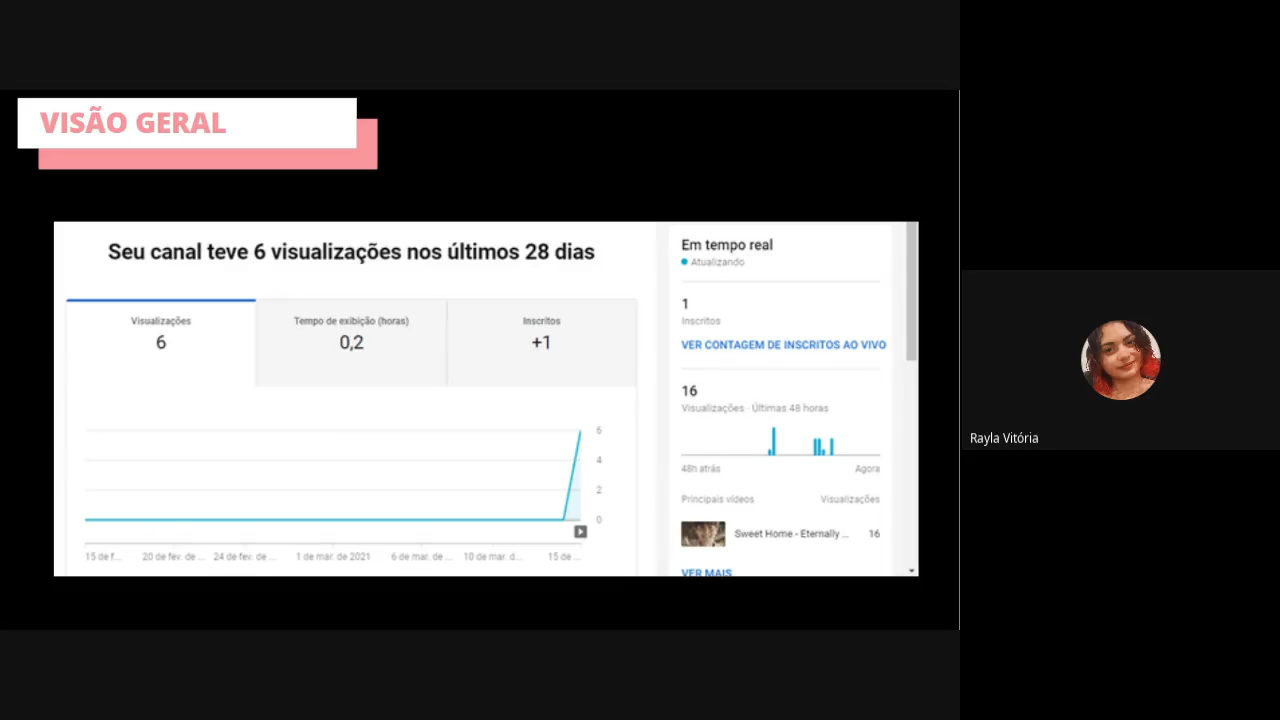 VISÃO GERAL
Seu canal teve 6 visualizações nos últimos 28 dias
Visualizações
6
Tempo de exibição (horas)
0,2
Inscritos
+1
6
4
2
0
15 de f... 20 de fev. de ... 24 de fev. de ... 1 de mar. de 2021 6 de mar. de ... 10 de mar. d... 15 de ...
Em tempo real
Atualizando
1
Inscritos
VER CONTAGEM DE INSCRITOS AO VIVO
16
Visualizações · Últimas 48 horas
48h atrás Agora
Principais vídeos Visualizações
Sweet Home - Eternally ... 16
VER MAIS
Rayla Vitória